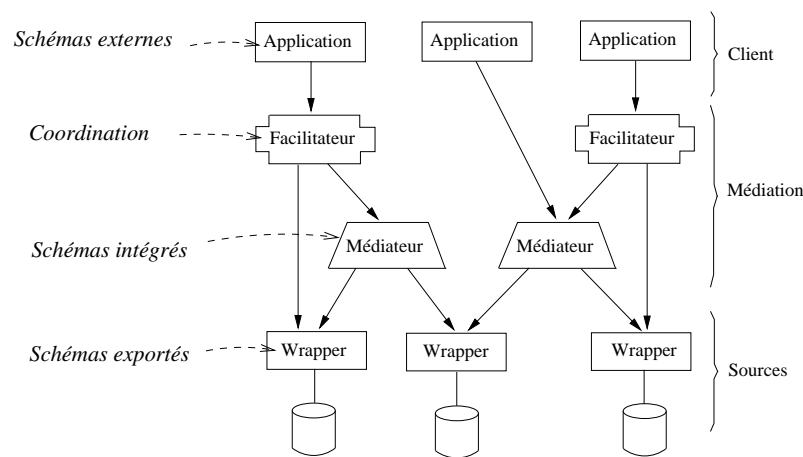 Schémas externes
Application
Application
Application
Client
Coordination
Facilitateur
Facilitateur
Médiation
Schémas intégrés
Médiateur
Médiateur
Schémas exportés
Wrapper
Wrapper
Wrapper
Sources